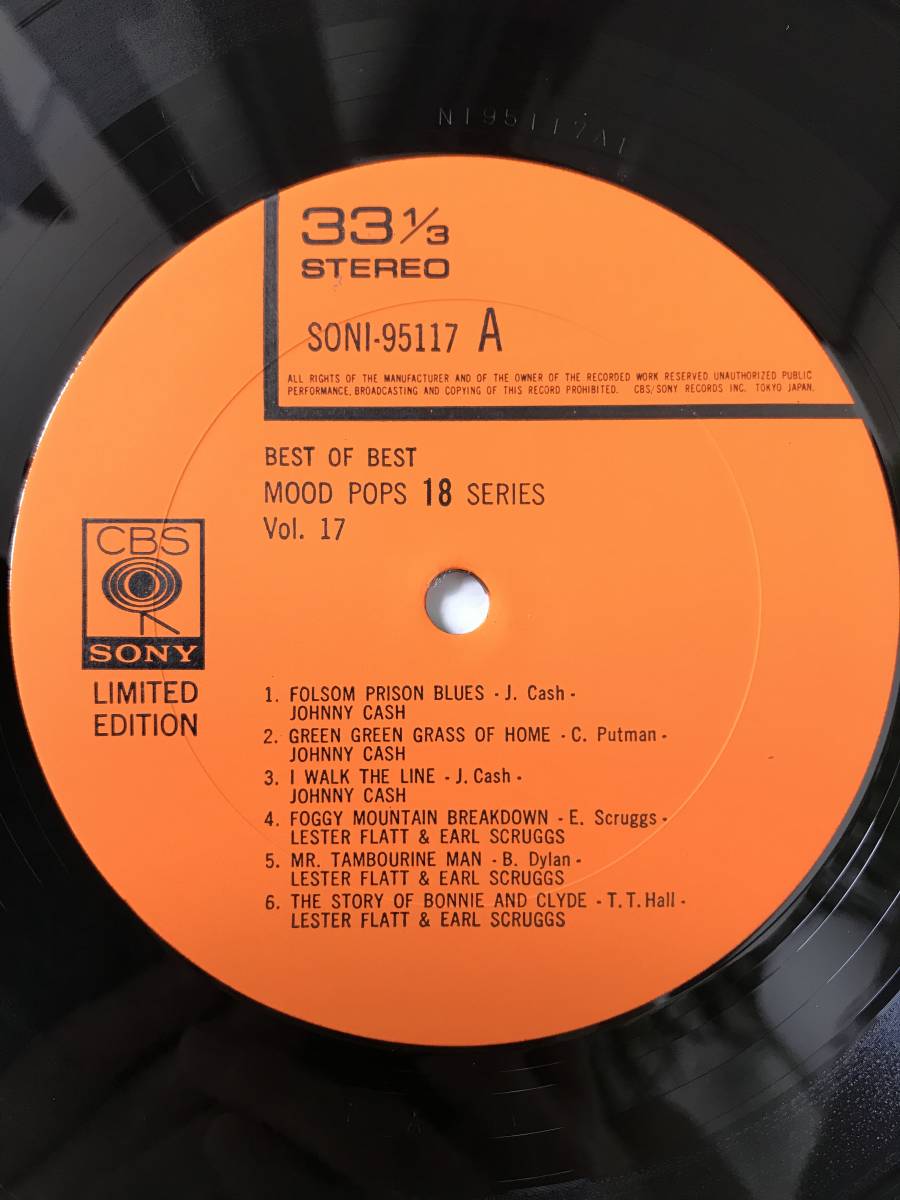 N195117A1
33 1/3
STEREO
SONI-95117 A
ALL RIGHTS OF THE MANUFACTURER AND OF THE OWNER OF THE RECORDED WORK RESERVED. UNAUTHORIZED PUBLIC
PERFORMANCE, BROADCASTING AND COPYING OF THIS RECORD PROHIBITED. CBS/SONY RECORDS INC. TOKYO JAPAN.
BEST OF BEST
MOOD POPS 18 SERIES
Vol. 17
CBS
SONY
LIMITED
EDITION
1. FOLSOM PRISON BLUES - J. Cash -
JOHNNY CASH
2. GREEN GREEN GRASS OF HOME - C. Putman -
JOHNNY CASH
3. I WALK THE LINE - J. Cash -
JOHNNY CASH
4. FOGGY MOUNTAIN BREAKDOWN - E. Scruggs -
LESTER FLATT & EARL SCRUGGS
5. MR. TAMBOURINE MAN - B. Dylan -
LESTER FLATT & EARL SCRUGGS
6. THE STORY OF BONNIE AND CLYDE - T. T. Hall -
LESTER FLATT & EARL SCRUGGS